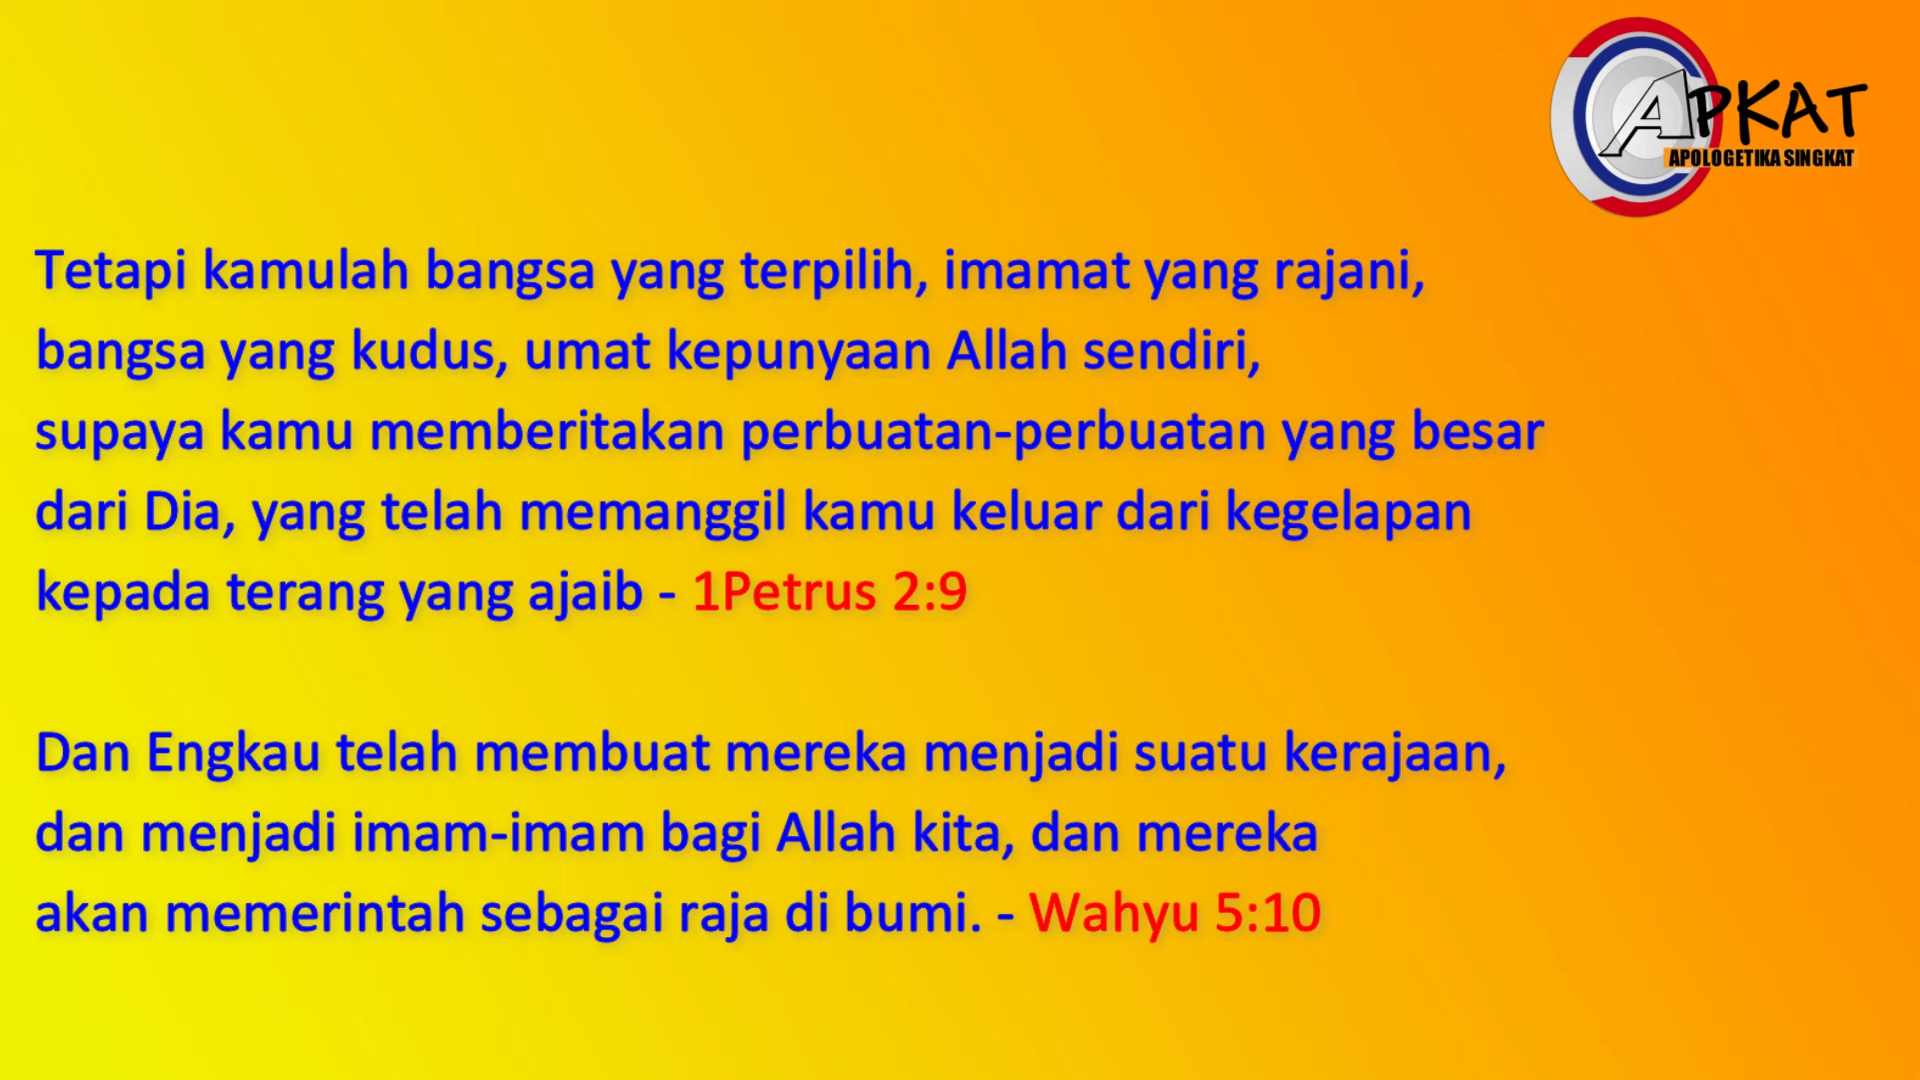 APKAT
APOLOGETIKA SINGKAT
Tetapi kamulah bangsa yang terpilih, imamat yang rajani,
bangsa yang kudus, umat kepunyaan Allah sendiri,
supaya kamu memberitakan perbuatan-perbuatan yang besar
dari Dia, yang telah memanggil kamu keluar dari kegelapan
kepada terang yang ajaib - 1Petrus 2:9
Dan Engkau telah membuat mereka menjadi suatu kerajaan,
dan menjadi imam-imam bagi Allah kita, dan mereka
akan memerintah sebagai raja di bumi. - Wahyu 5:10